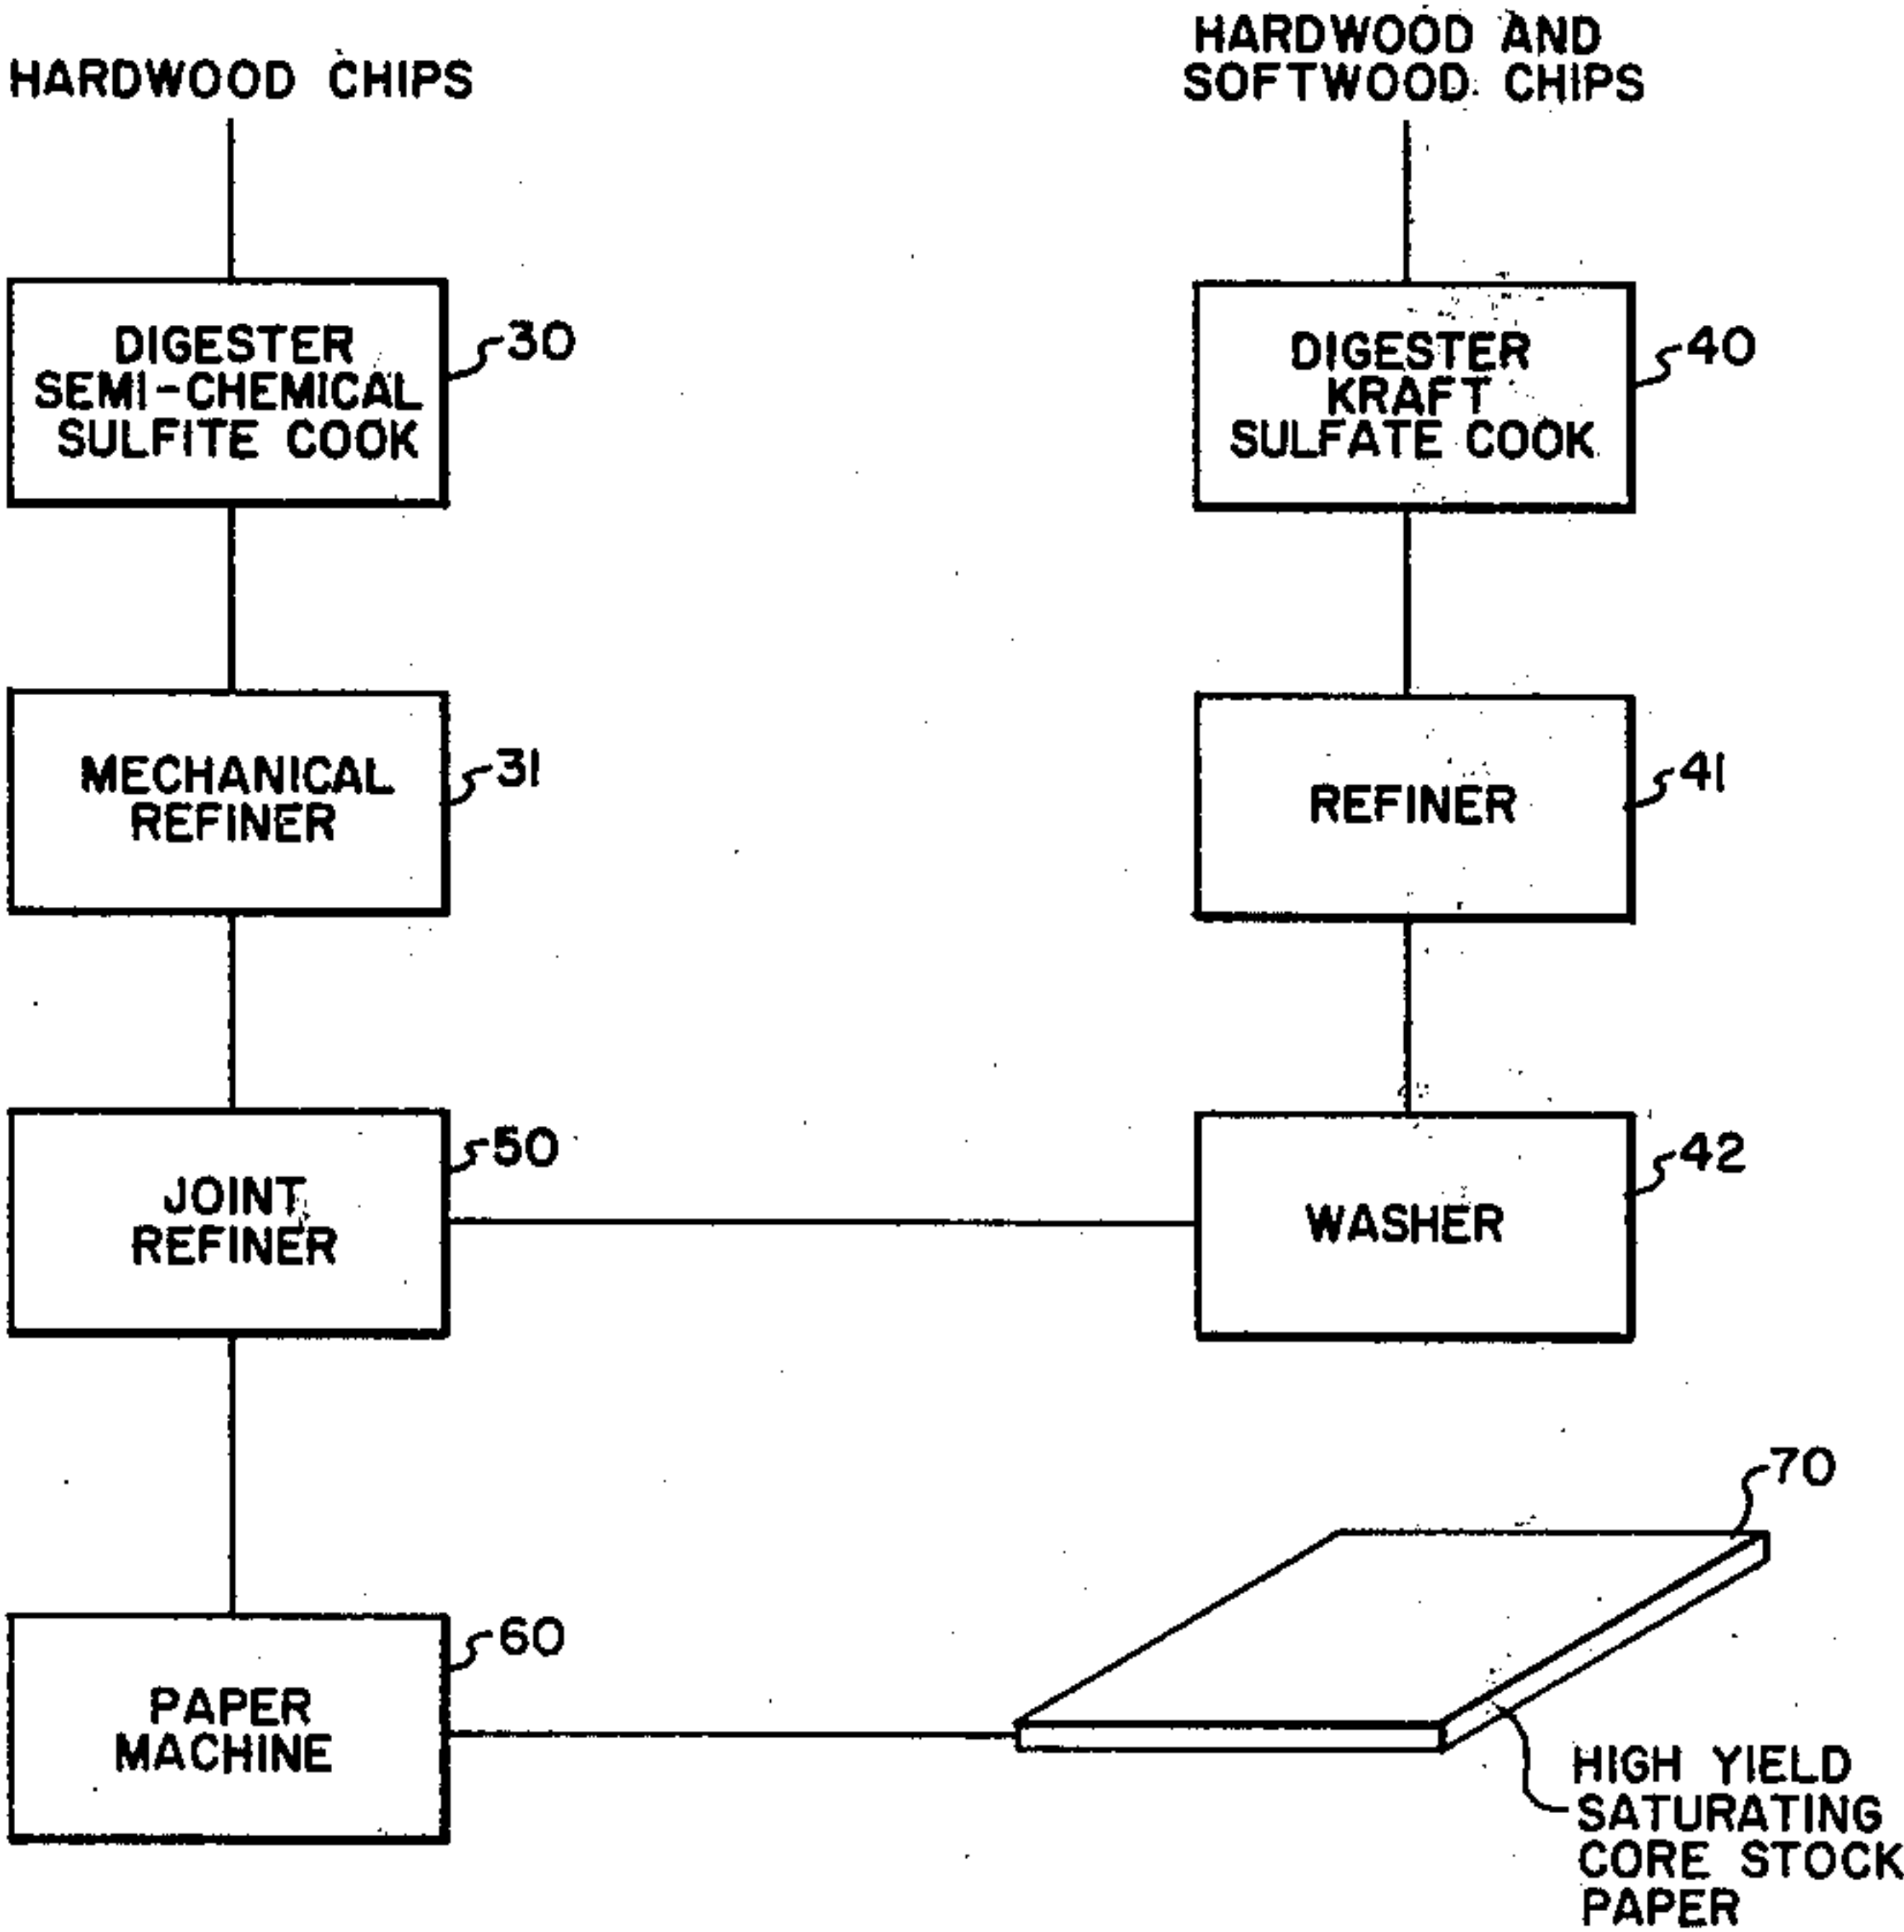 HARDWOOD CHIPS
HARDWOOD AND
SOFTWOOD CHIPS
DIGESTER
SEMI-CHEMICAL
SULFITE COOK
30
DIGESTER
KRAFT
SULFATE COOK
40
MECHANICAL
REFINER
31
REFINER
41
JOINT
REFINER
50
WASHER
42
70
PAPER
MACHINE
60
HIGH YIELD
SATURATING
CORE STOCK
PAPER